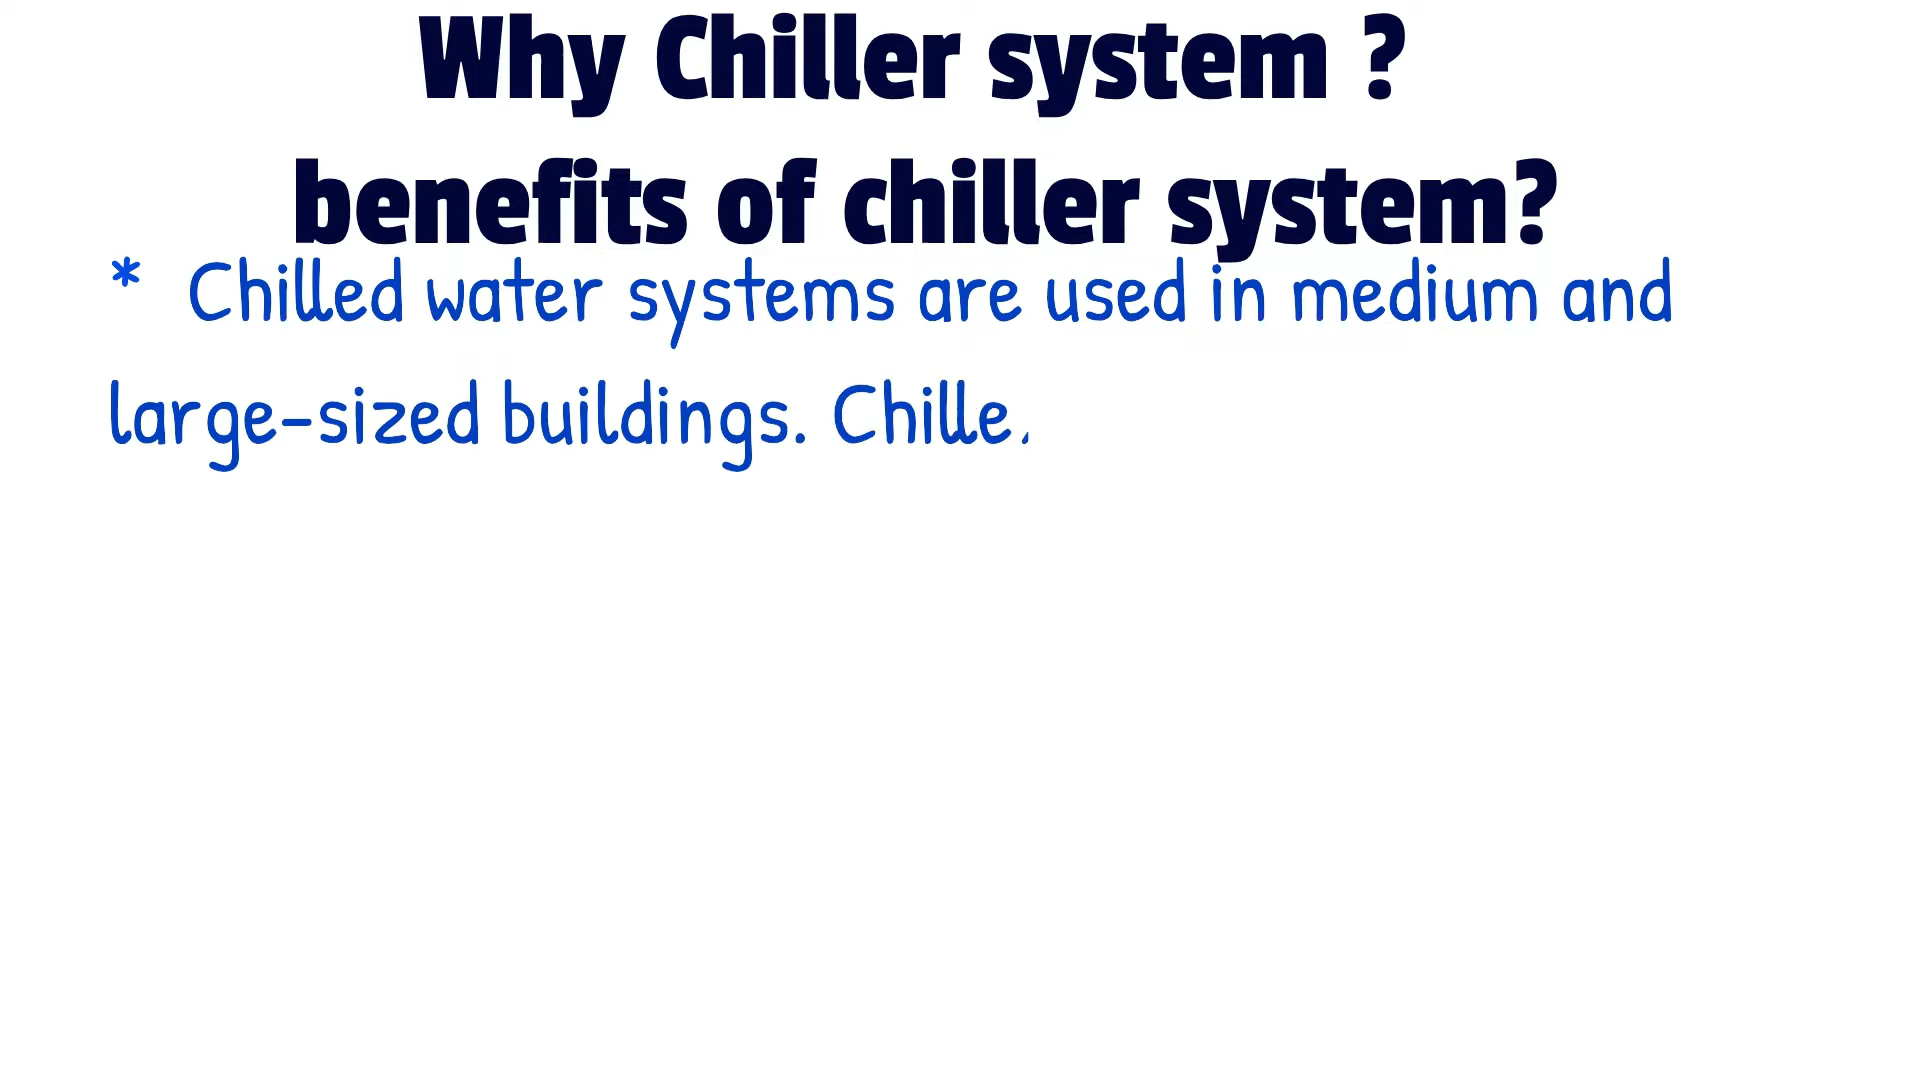 Why Chiller system ?
benefits of chiller system?
* Chilled water systems are used in medium and
large-sized buildings. Chille